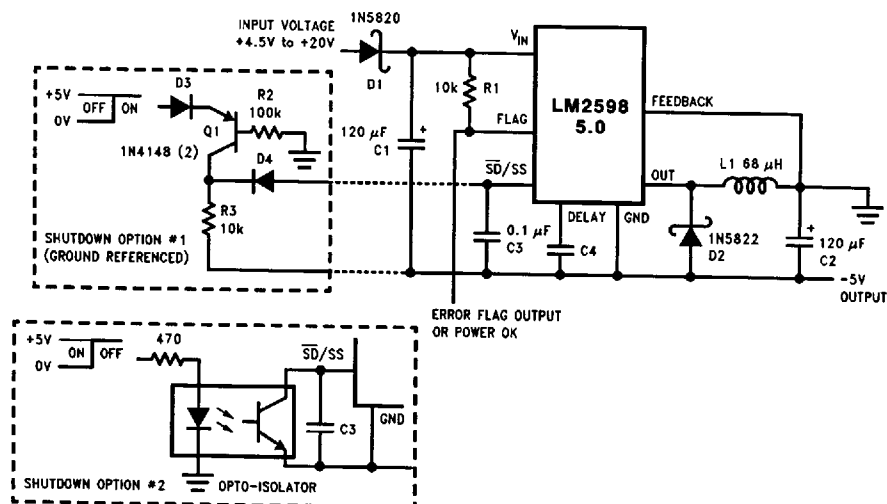 INPUT VOLTAGE
+4.5V to +20V
1N5820
D1
VIN
10k
R1
FLAG
LM2598
5.0
FEEDBACK
120 µF
+
C1
SD/SS
OUT
L1 68 µH
DELAY
GND
0.1 µF
C3
C4
1N5822
D2
+
120 µF
C2
-5V
OUTPUT
ERROR FLAG OUTPUT
OR POWER OK
+5V
0V
OFF
ON
D3
Q1
R2
100k
1N4148 (2)
D4
R3
10k
SHUTDOWN OPTION #1
(GROUND REFERENCED)
+5V
0V
ON
OFF
470
SD/SS
C3
GND
SHUTDOWN OPTION #2
OPTO-ISOLATOR